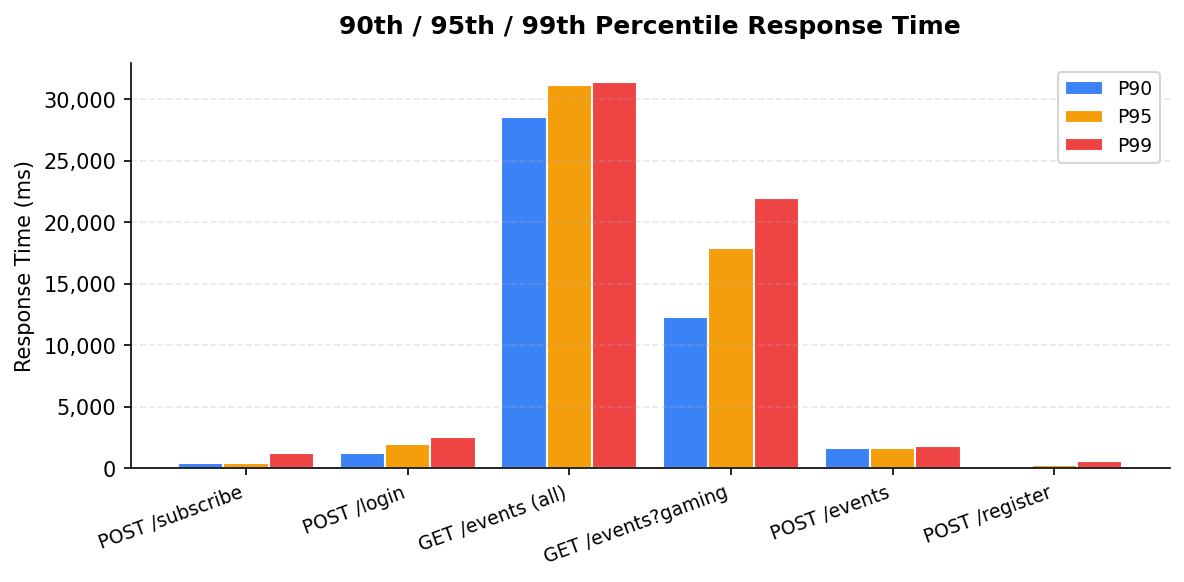 90th / 95th / 99th Percentile Response Time
P90
P95
P99
Response Time (ms)
30,000
25,000
20,000
15,000
10,000
5,000
0
POST /subscribe
POST /login
GET /events (all)
GET /events?gaming
POST /events
POST /register